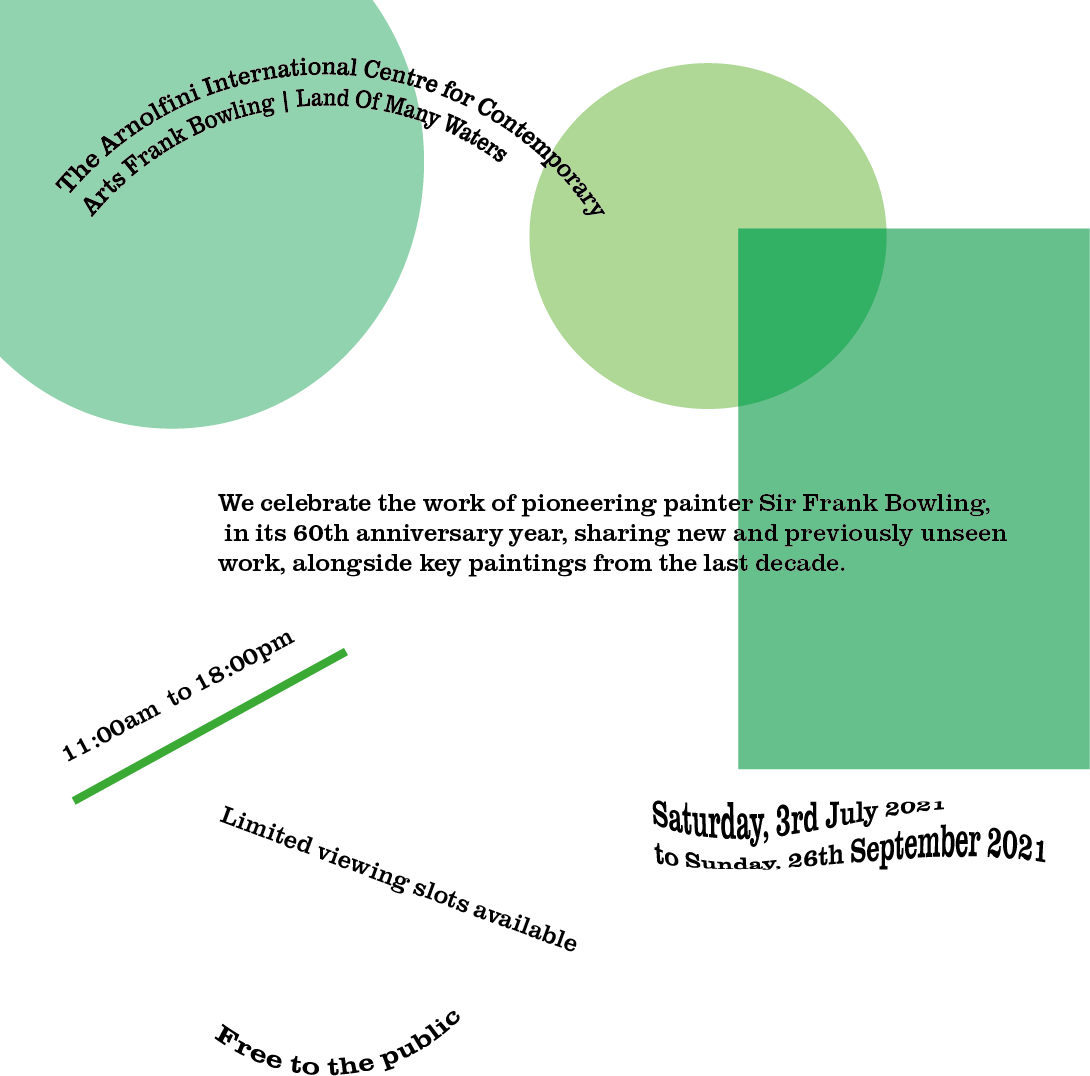 The Arnolfini International Centre for Contemporary
Arts Frank Bowling | Land Of Many Waters
We celebrate the work of pioneering painter Sir Frank Bowling,
in its 60th anniversary year, sharing new and previously unseen
work, alongside key paintings from the last decade.
11:00am to 18:00pm
Limited viewing slots available
Saturday, 3rd July 2021
to Sunday, 26th September 2021
Free to the public